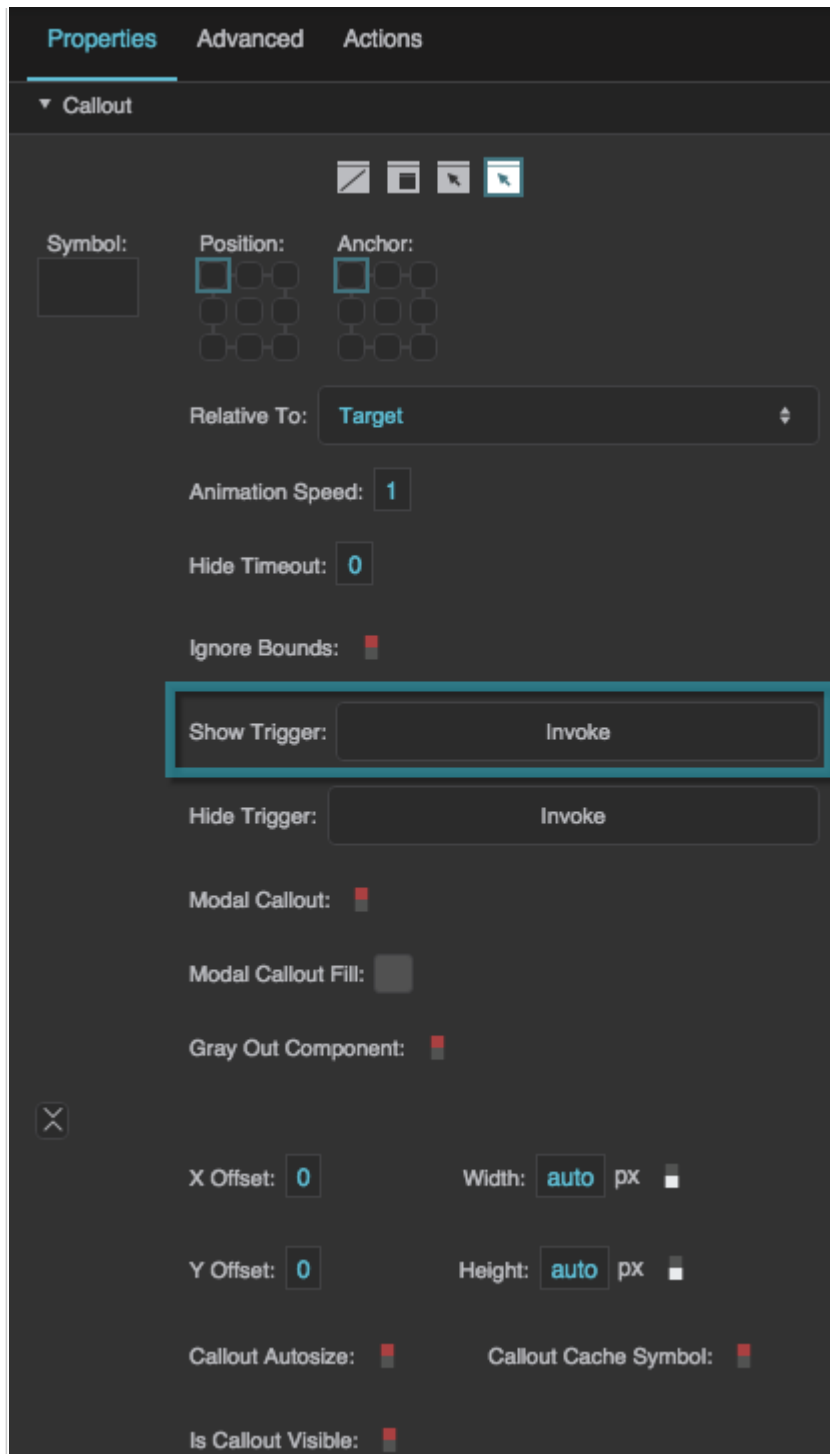 Properties Advanced Actions
Callout
Symbol: Position: Anchor:
Relative To: Target
Animation Speed: 1
Hide Timeout: 0
Ignore Bounds:
Show Trigger: Invoke
Hide Trigger: Invoke
Modal Callout:
Modal Callout Fill:
Gray Out Component:
X Offset: 0 Width: auto px
Y Offset: 0 Height: auto px
Callout Autosize: Callout Cache Symbol:
Is Callout Visible: